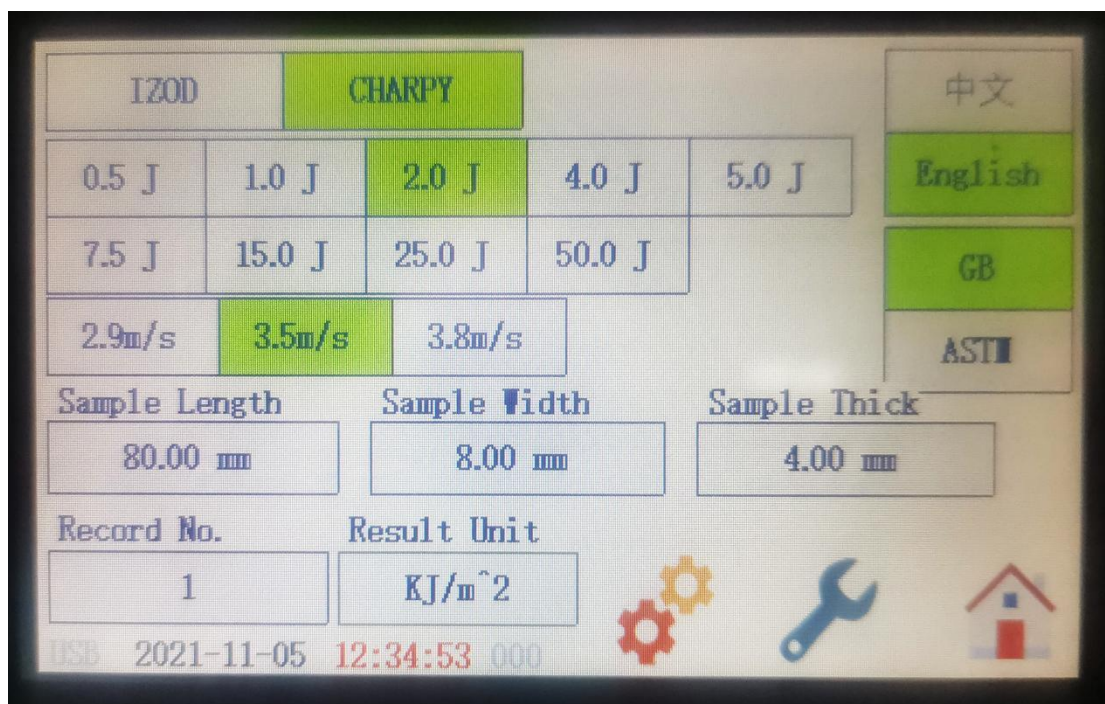 IZOD CHARPY 中文
0.5 J 1.0 J 2.0 J 4.0 J 5.0 J English
7.5 J 15.0 J 25.0 J 50.0 J GB
2.9m/s 3.5m/s 3.8m/s ASTM
Sample Length Sample Width Sample Thick
80.00 mm 8.00 mm 4.00 mm
Record No. Result Unit
1 KJ/m^2
USB 2021-11-05 12:34:53 000